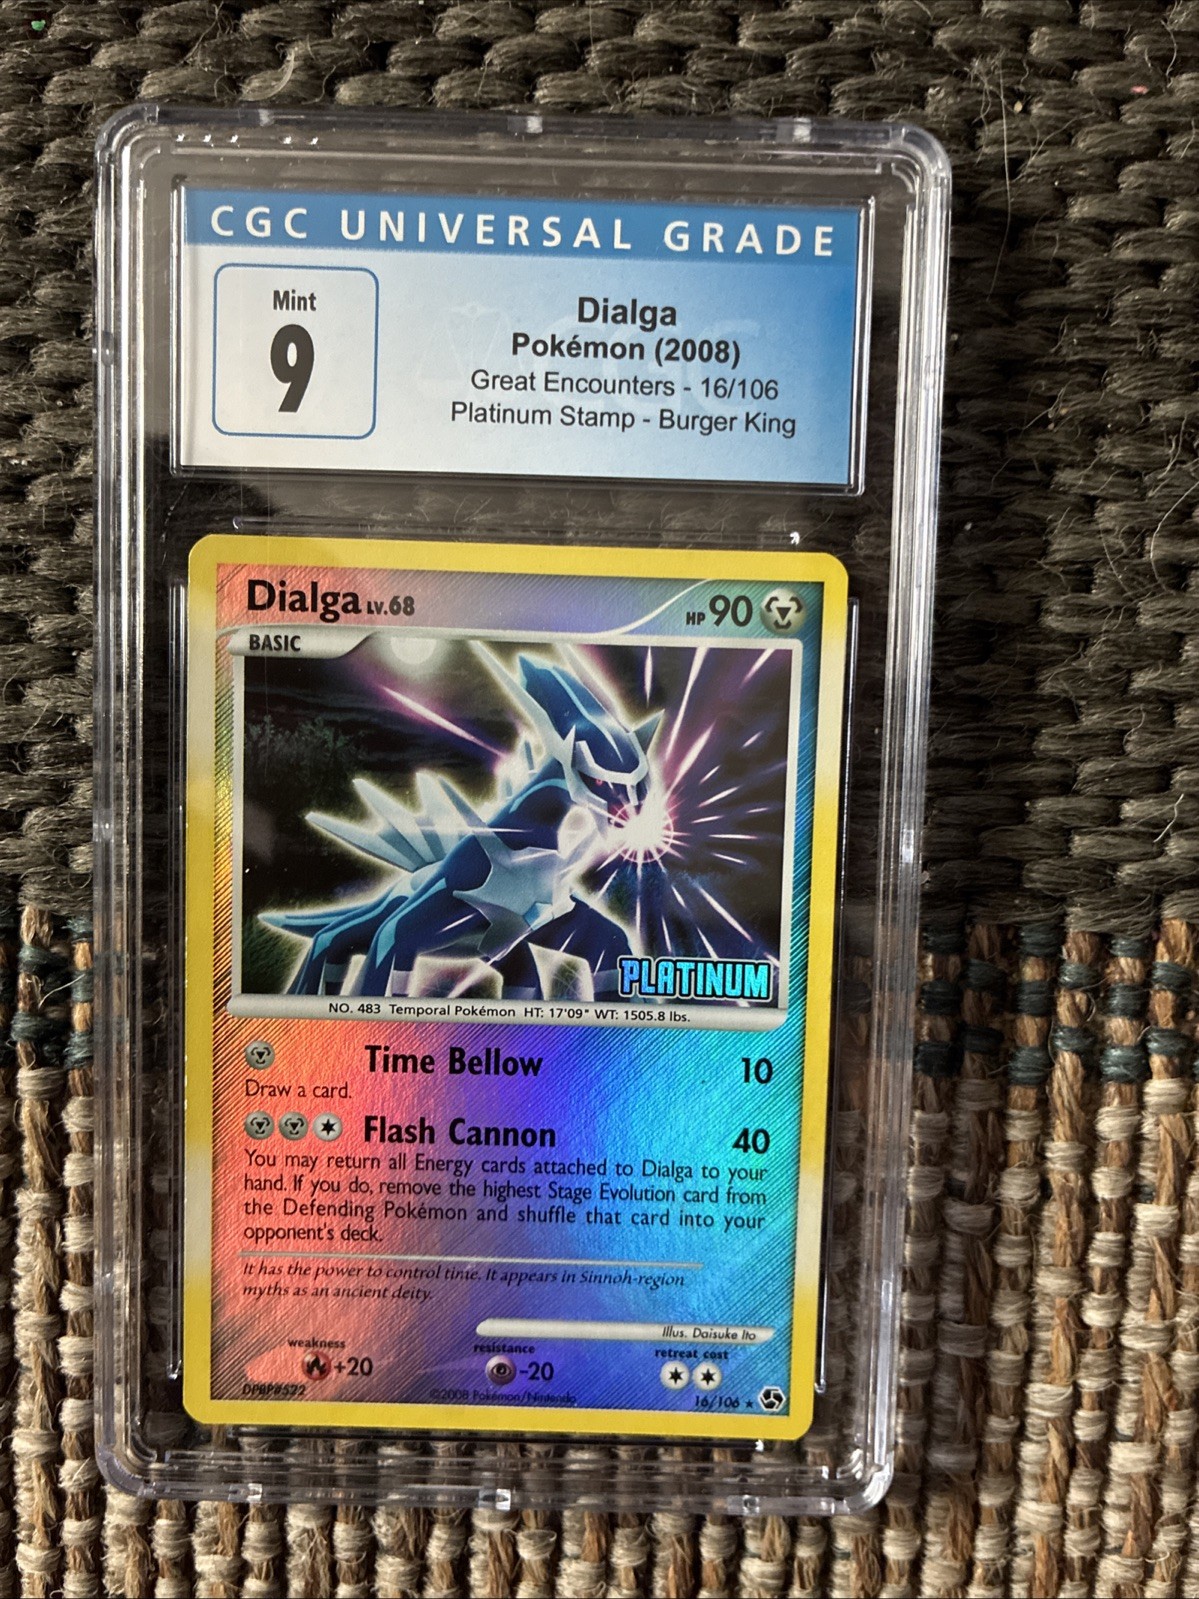 CGC UNIVERSAL GRADE
Mint
9
Dialga
Pokémon (2008)
Great Encounters - 16/106
Platinum Stamp - Burger King
Dialga LV.68
HP 90
BASIC
PLATINUM
NO. 483 Temporal Pokémon HT: 17'09" WT: 1505.8 lbs.
Time Bellow 10
Draw a card.
Flash Cannon 40
You may return all Energy cards attached to Dialga to your
hand. If you do, remove the highest Stage Evolution card from
the Defending Pokémon and shuffle that card into your
opponent's deck.
It has the power to control time. It appears in Sinnoh-region
myths as an ancient deity.
Illus. Daisuke Ito
weakness
+20
resistance
-20
retreat cost
DPBP#522
©2008 Pokémon/Nintendo
16/106